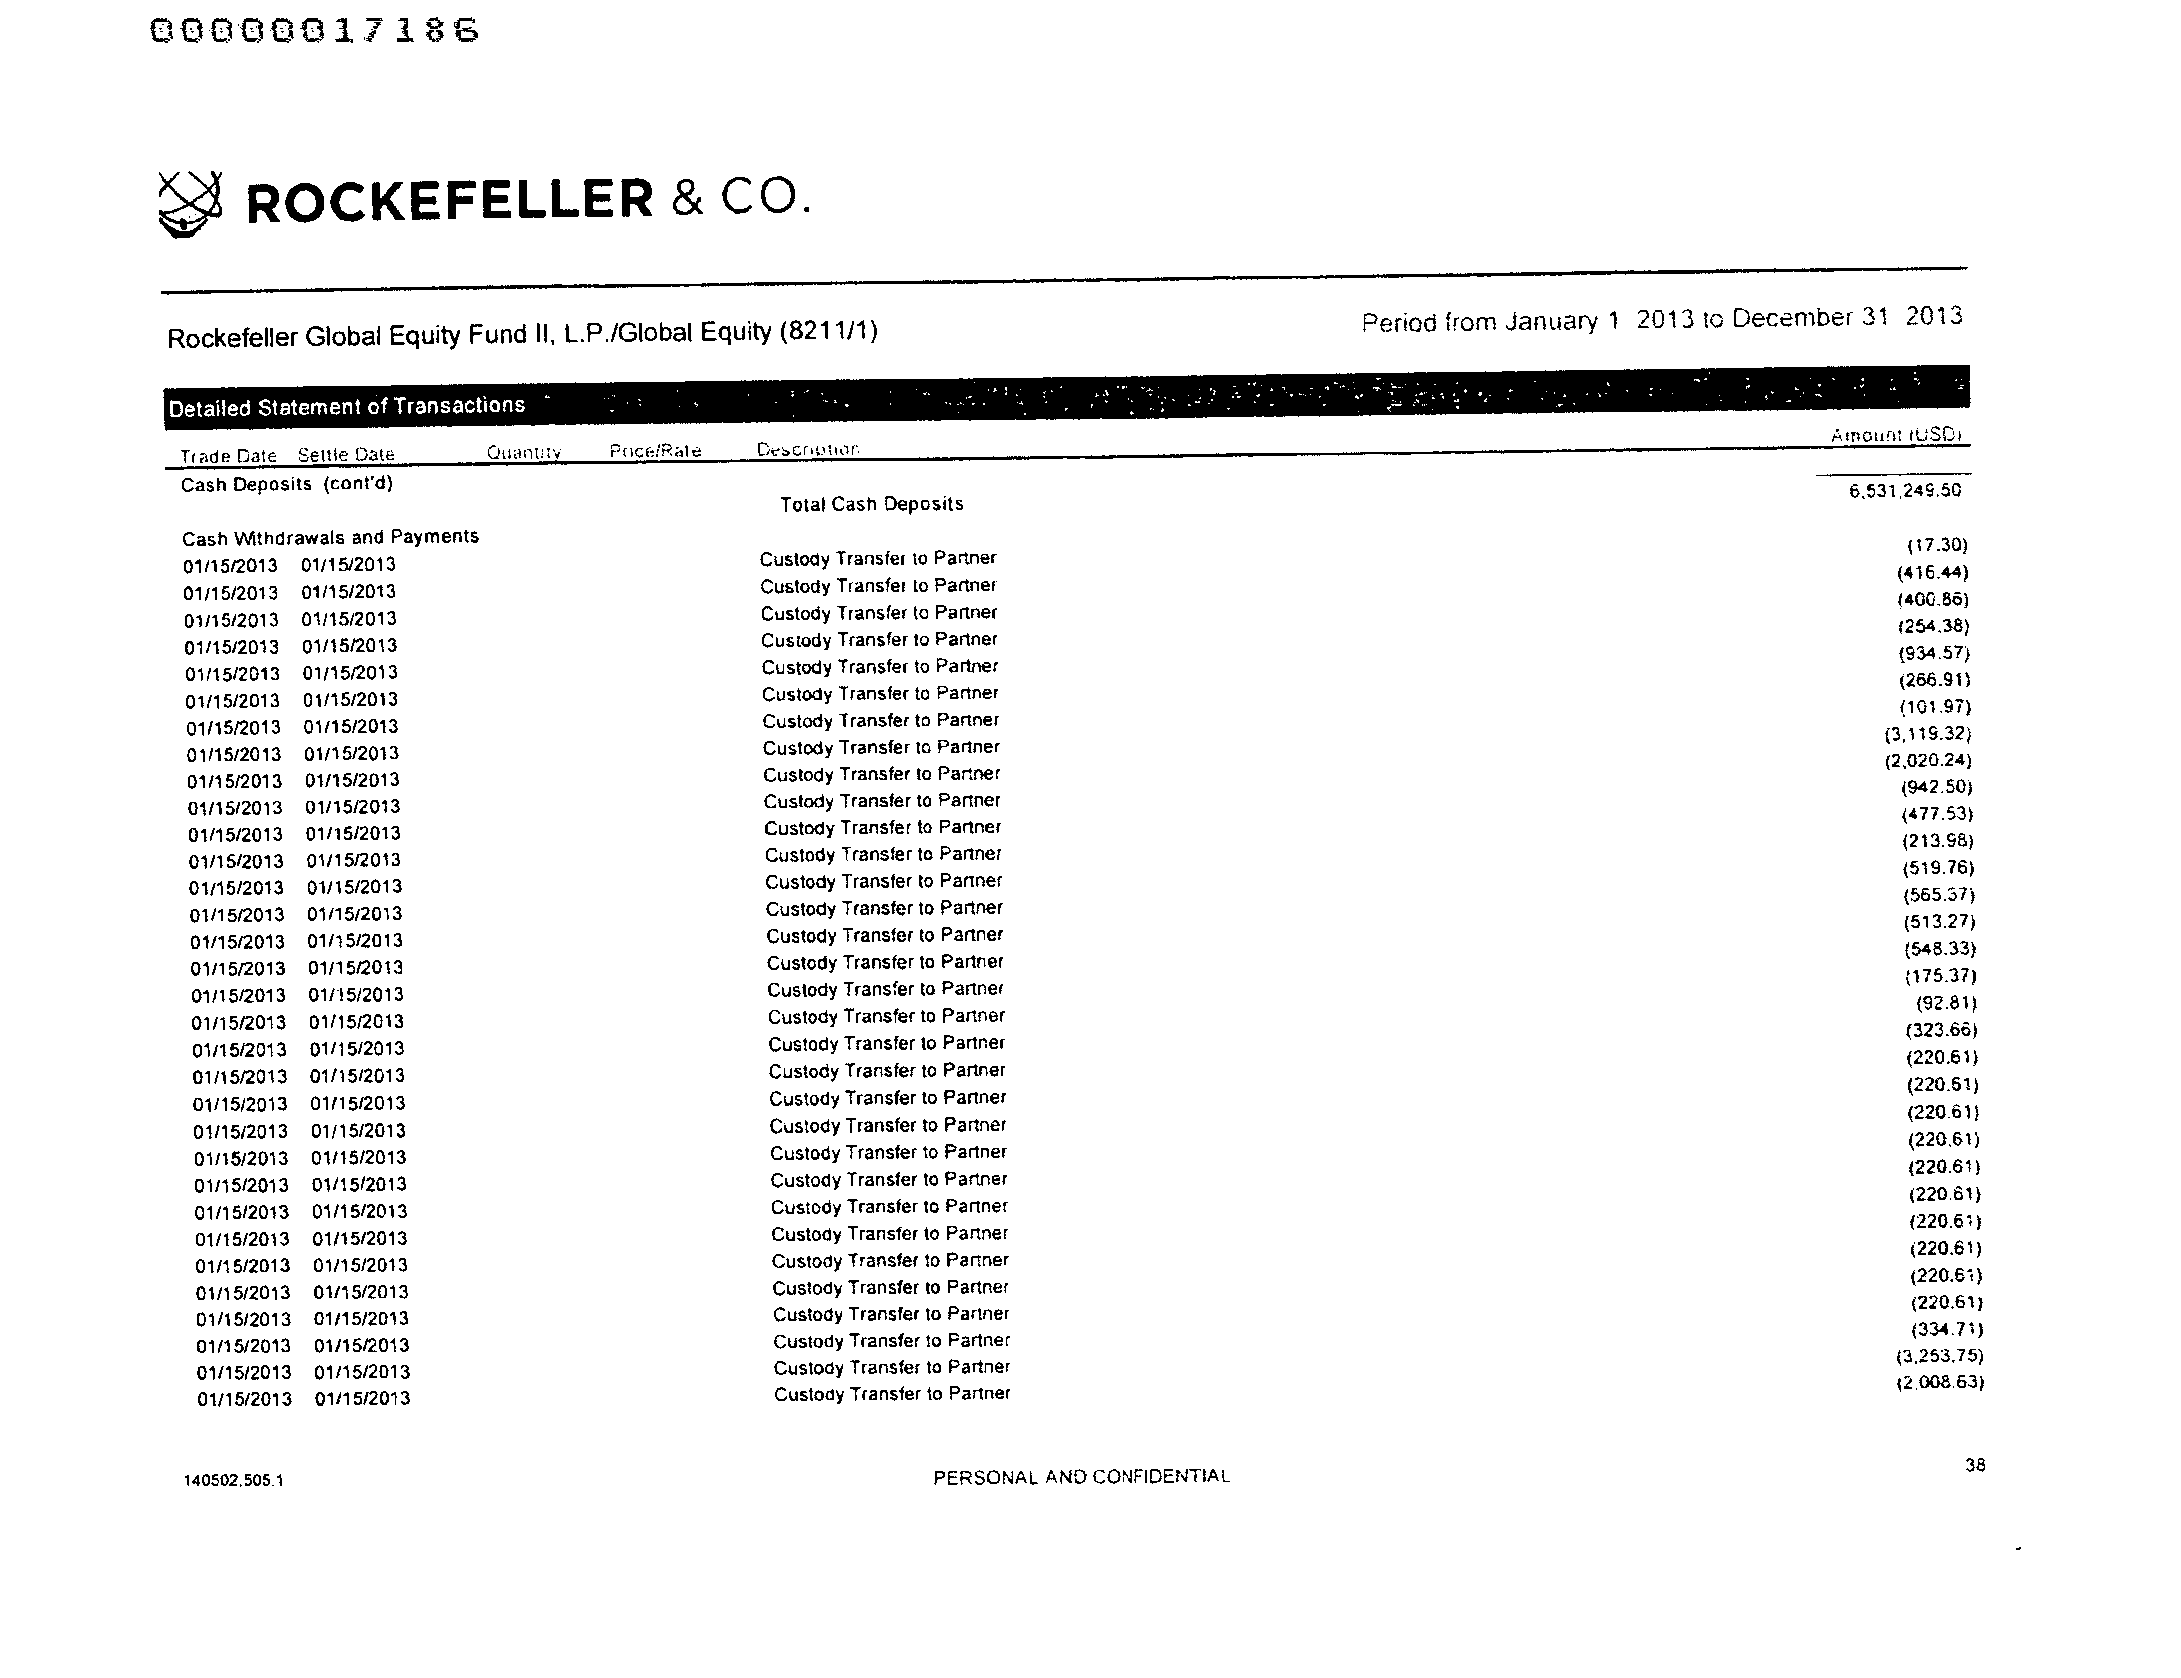 00000017186
ROCKEFELLER & CO.
Rockefeller Global Equity Fund II, L.P./Global Equity (8211/1) Period from January 1 2013 to December 31 2013
Detailed Statement of Transactions
Trade Date Settle Date Quantity Price/Rate Description Amount (USD)
Cash Deposits (cont'd)
Total Cash Deposits 6,531,249.50
Cash Withdrawals and Payments
01/15/2013 01/15/2013 Custody Transfer to Partner (17.30)
01/15/2013 01/15/2013 Custody Transfer to Partner (416.44)
01/15/2013 01/15/2013 Custody Transfer to Partner (400.86)
01/15/2013 01/15/2013 Custody Transfer to Partner (254.38)
01/15/2013 01/15/2013 Custody Transfer to Partner (934.57)
01/15/2013 01/15/2013 Custody Transfer to Partner (266.91)
01/15/2013 01/15/2013 Custody Transfer to Partner (101.97)
01/15/2013 01/15/2013 Custody Transfer to Partner (3,119.32)
01/15/2013 01/15/2013 Custody Transfer to Partner (2,020.24)
01/15/2013 01/15/2013 Custody Transfer to Partner (942.50)
01/15/2013 01/15/2013 Custody Transfer to Partner (477.53)
01/15/2013 01/15/2013 Custody Transfer to Partner (213.98)
01/15/2013 01/15/2013 Custody Transfer to Partner (519.76)
01/15/2013 01/15/2013 Custody Transfer to Partner (565.37)
01/15/2013 01/15/2013 Custody Transfer to Partner (513.27)
01/15/2013 01/15/2013 Custody Transfer to Partner (548.33)
01/15/2013 01/15/2013 Custody Transfer to Partner (175.37)
01/15/2013 01/15/2013 Custody Transfer to Partner (92.81)
01/15/2013 01/15/2013 Custody Transfer to Partner (323.66)
01/15/2013 01/15/2013 Custody Transfer to Partner (220.61)
01/15/2013 01/15/2013 Custody Transfer to Partner (220.61)
01/15/2013 01/15/2013 Custody Transfer to Partner (220.61)
01/15/2013 01/15/2013 Custody Transfer to Partner (220.61)
01/15/2013 01/15/2013 Custody Transfer to Partner (220.61)
01/15/2013 01/15/2013 Custody Transfer to Partner (220.61)
01/15/2013 01/15/2013 Custody Transfer to Partner (220.61)
01/15/2013 01/15/2013 Custody Transfer to Partner (220.61)
01/15/2013 01/15/2013 Custody Transfer to Partner (220.61)
01/15/2013 01/15/2013 Custody Transfer to Partner (220.61)
01/15/2013 01/15/2013 Custody Transfer to Partner (334.71)
01/15/2013 01/15/2013 Custody Transfer to Partner (3,253.75)
01/15/2013 01/15/2013 Custody Transfer to Partner (2,008.63)
140502.505.1 PERSONAL AND CONFIDENTIAL 38